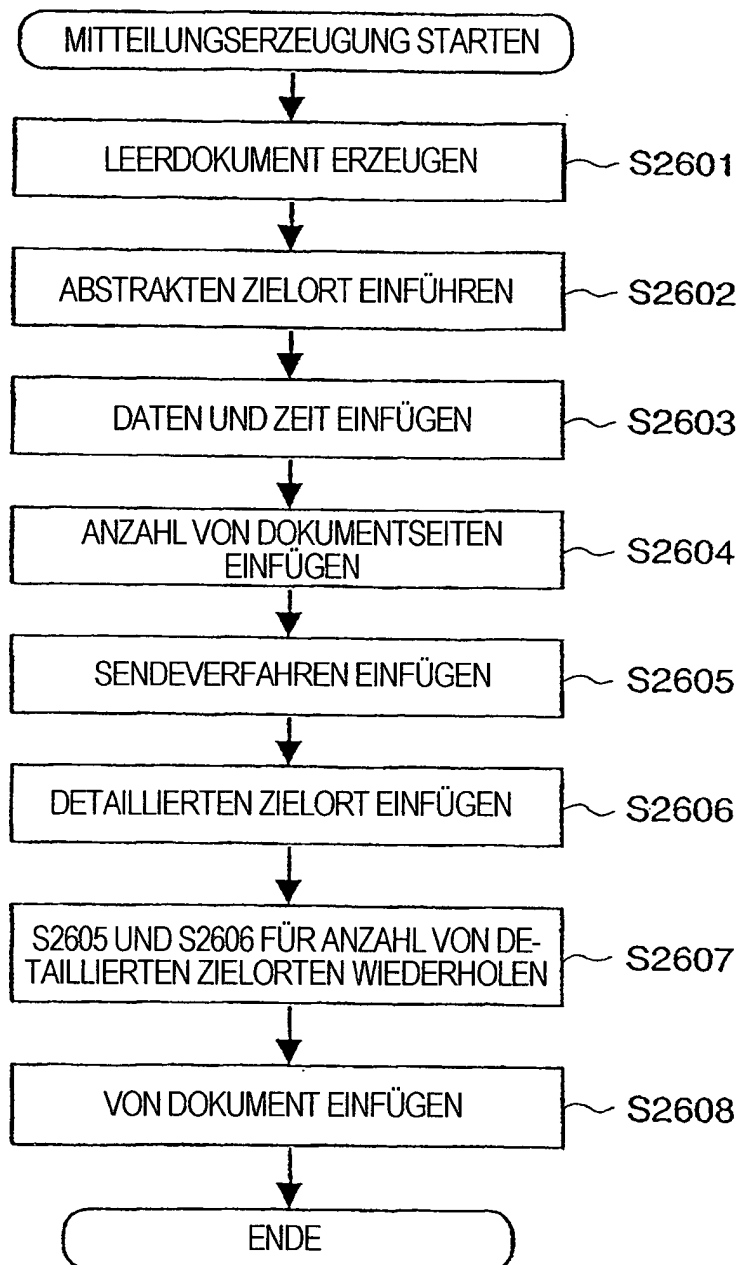 MITTEILUNGSERZEUGUNG STARTEN
LEERDOKUMENT ERZEUGEN
S2601
ABSTRAKTEN ZIELORT EINFÜHREN
S2602
DATEN UND ZEIT EINFÜGEN
S2603
ANZAHL VON DOKUMENTSEITEN
EINFÜGEN
S2604
SENDEVERFAHREN EINFÜGEN
S2605
DETAILLIERTEN ZIELORT EINFÜGEN
S2606
S2605 UND S2606 FÜR ANZAHL VON DE-
TAILLIERTEN ZIELORTEN WIEDERHOLEN
S2607
VON DOKUMENT EINFÜGEN
S2608
ENDE